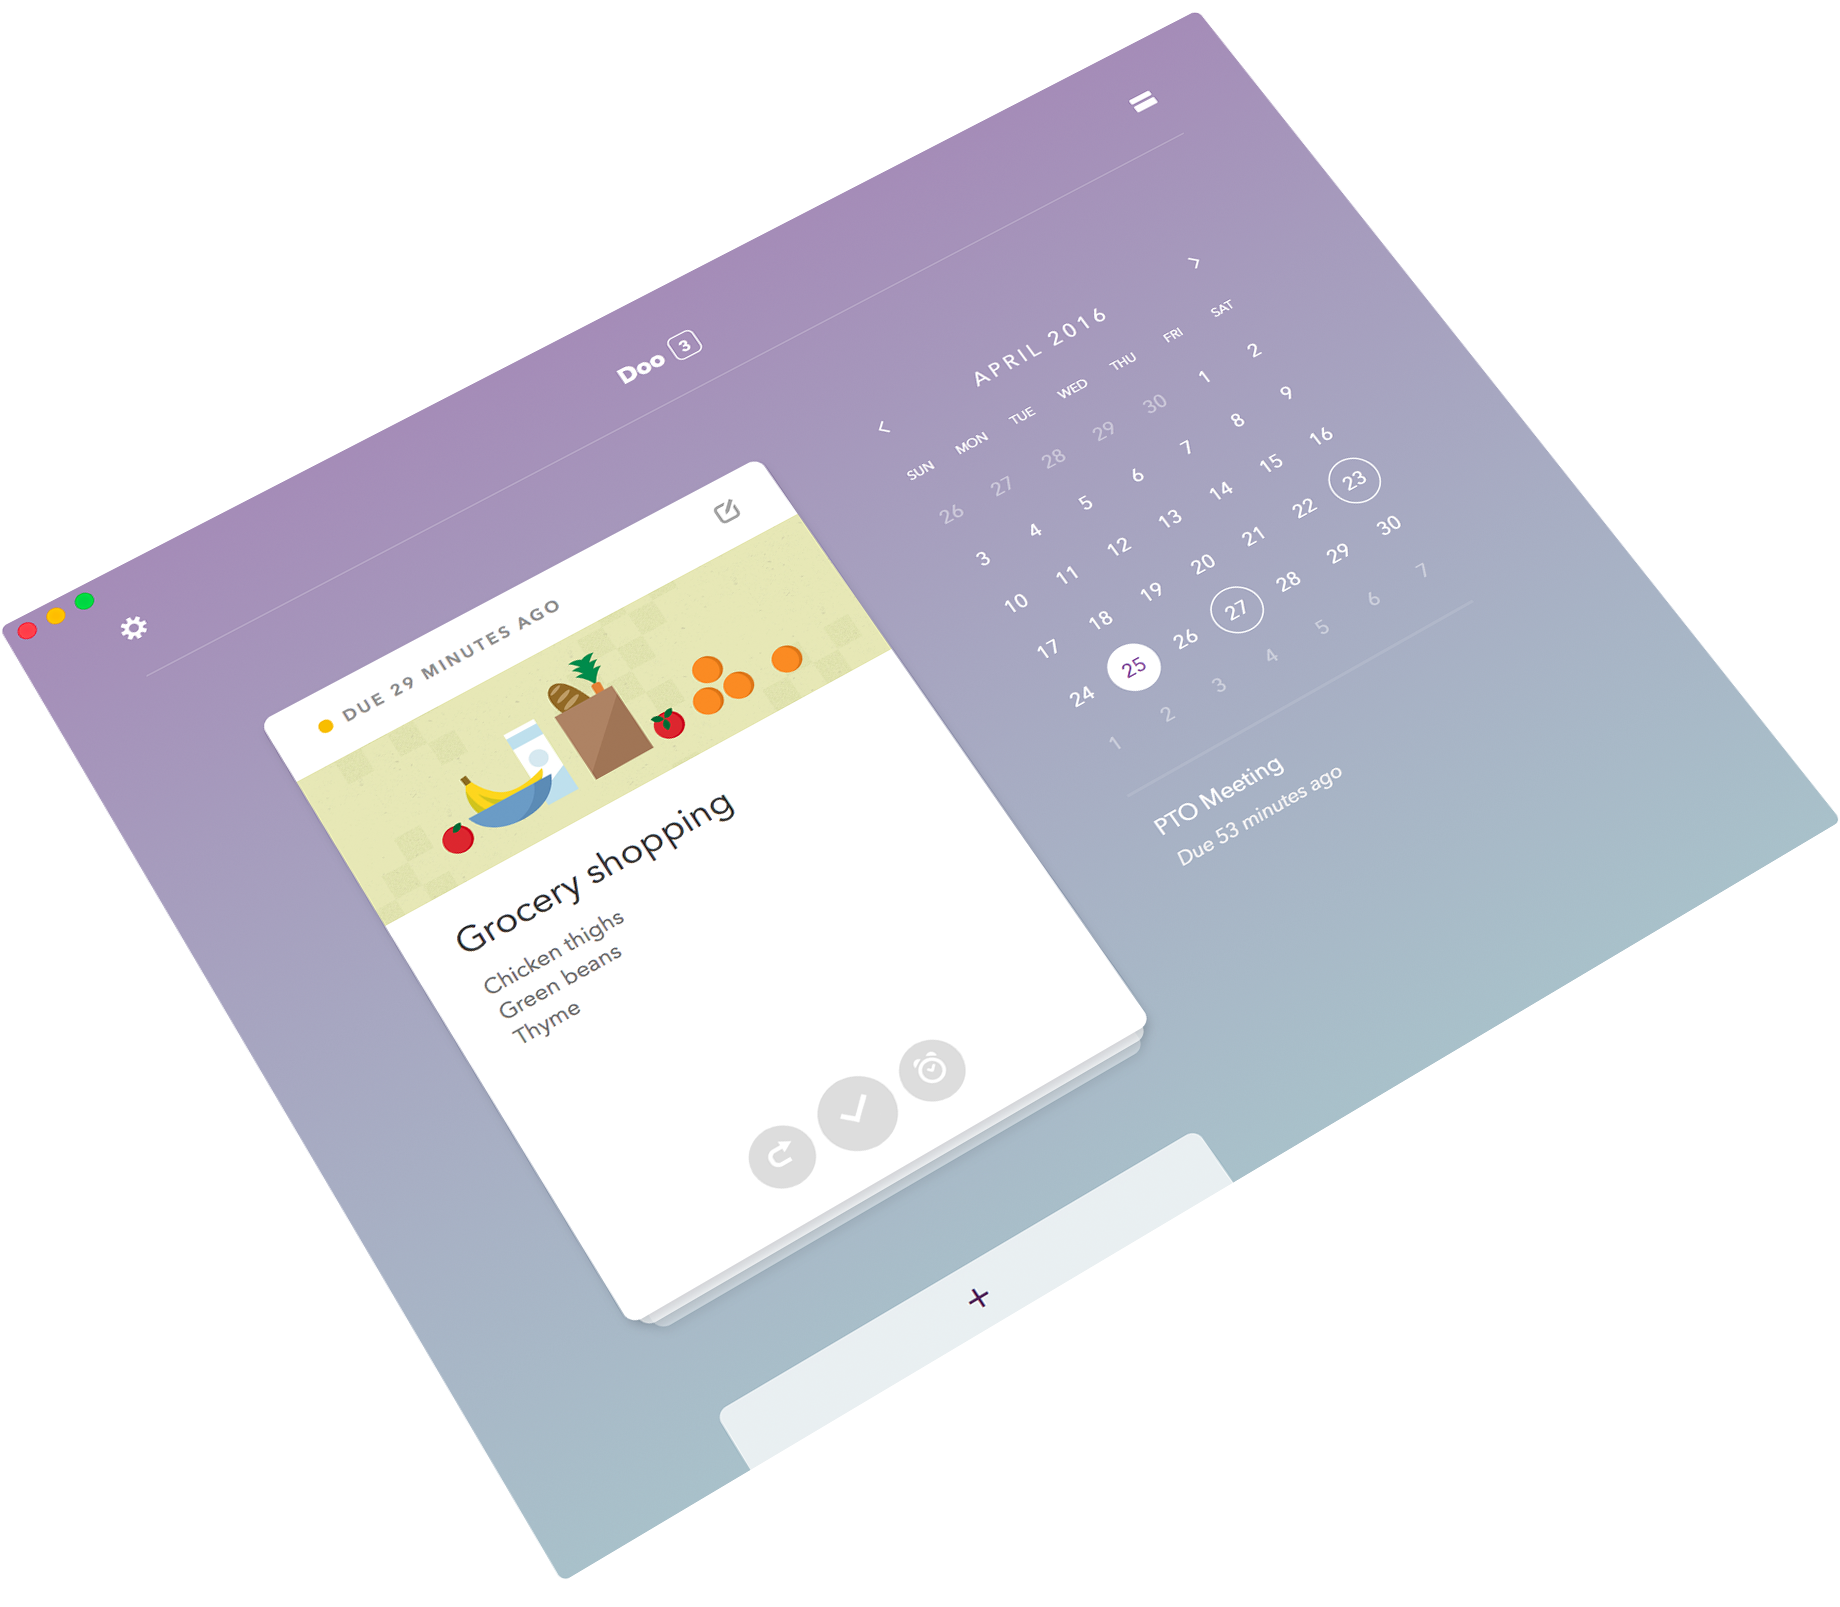 Doo 3
DUE 29 MINUTES AGO
Grocery shopping
Chicken thighs
Green beans
Thyme
< APRIL 2016 >
SUN MON TUE WED THU FRI SAT
26 27 28 29 30 1 2
3 4 5 6 7 8 9
10 11 12 13 14 15 16
17 18 19 20 21 22 23
24 25 26 27 28 29 30
1 2 3 4 5 6 7
PTO Meeting
Due 53 minutes ago
+